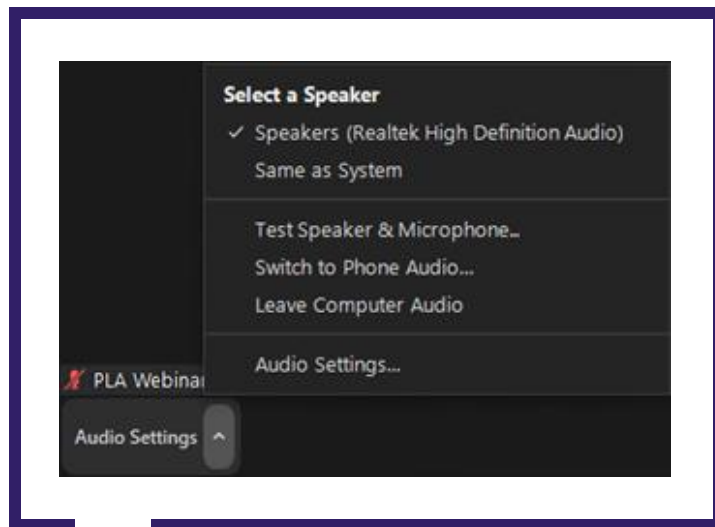 Select a Speaker
✓ Speakers (Realtek High Definition Audio)
Same as System
Test Speaker & Microphone...
Switch to Phone Audio...
Leave Computer Audio
Audio Settings...
PLA Webinar
Audio Settings ^